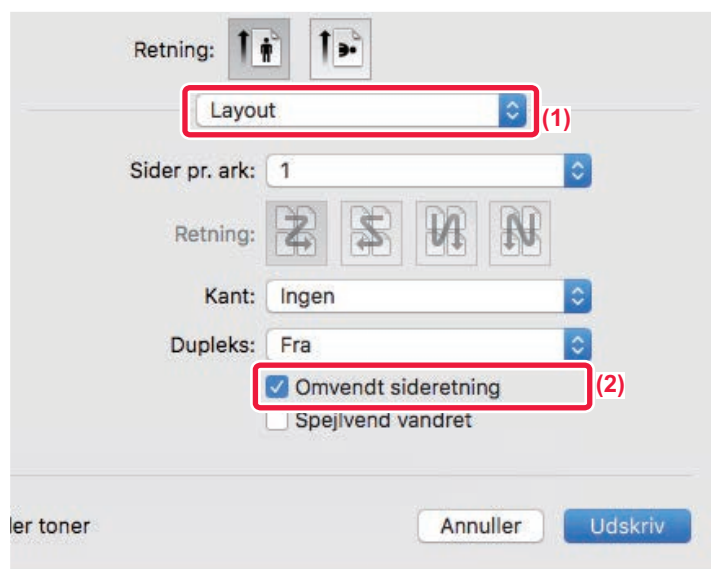 Retning:
Layout
(1)
Sider pr. ark: 1
Retning:
Kant: Ingen
Dupleks: Fra
Omvendt sideretning
(2)
Spejlvend vandret
er toner
Annuller
Udskriv